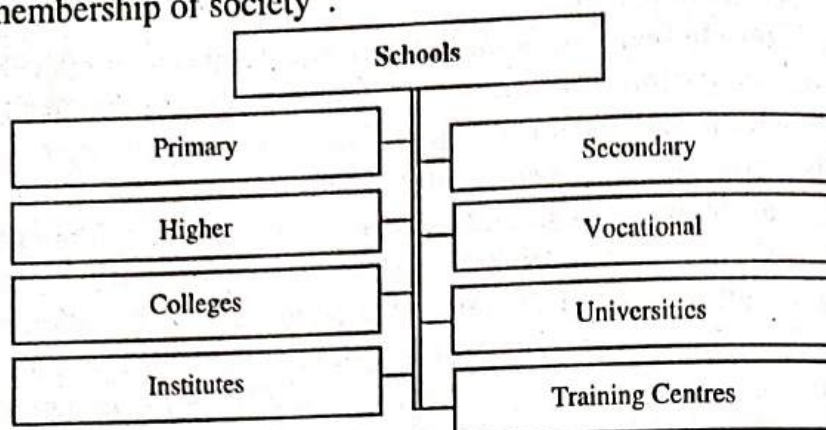 membership of society".
Schools
Primary
Secondary
Higher
Vocational
Colleges
Universities
Institutes
Training Centres